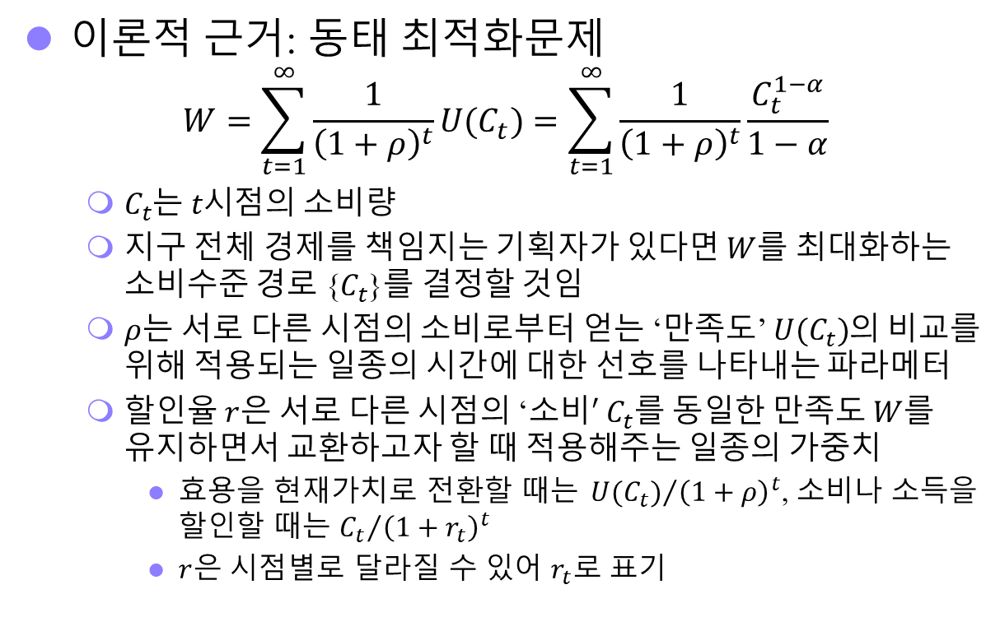 ● 이론적 근거: 동태 최적화문제
$W = \sum_{t=1}^{\infty} \frac{1}{(1+\rho)^t} U(C_t) = \sum_{t=1}^{\infty} \frac{1}{(1+\rho)^t} \frac{C_t^{1-\alpha}}{1-\alpha}$
❍ $C_t$는 $t$시점의 소비량
❍ 지구 전체 경제를 책임지는 기획자가 있다면 $W$를 최대화하는
소비수준 경로 $\{C_t\}$를 결정할 것임
❍ $\rho$는 서로 다른 시점의 소비로부터 얻는 ‘만족도’ $U(C_t)$의 비교를
위해 적용되는 일종의 시간에 대한 선호를 나타내는 파라메터
❍ 할인율 $r$은 서로 다른 시점의 ‘소비′ $C_t$를 동일한 만족도 $W$를
유지하면서 교환하고자 할 때 적용해주는 일종의 가중치
● 효용을 현재가치로 전환할 때는 $U(C_t)/(1+\rho)^t$, 소비나 소득을
할인할 때는 $C_t/(1+r_t)^t$
● $r$은 시점별로 달라질 수 있어 $r_t$로 표기